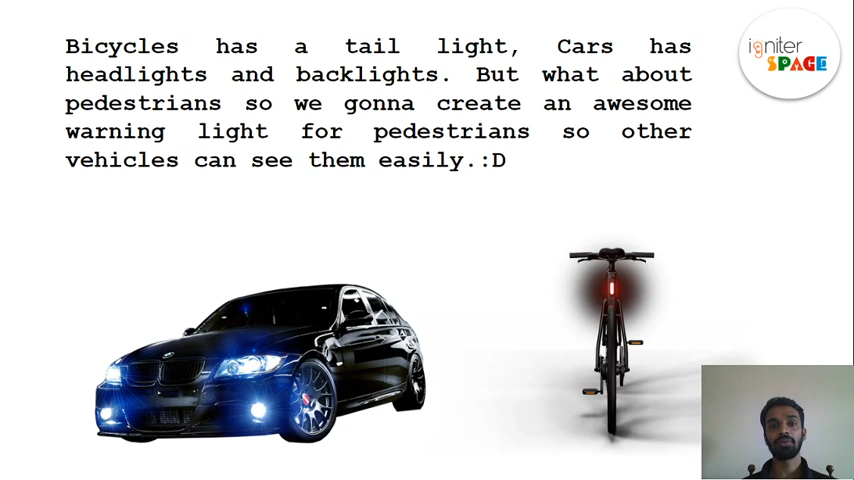 Bicycles has a tail light, Cars has
headlights and backlights. But what about
pedestrians so we gonna create an awesome
warning light for pedestrians so other
vehicles can see them easily.:D
igniter
SPACE